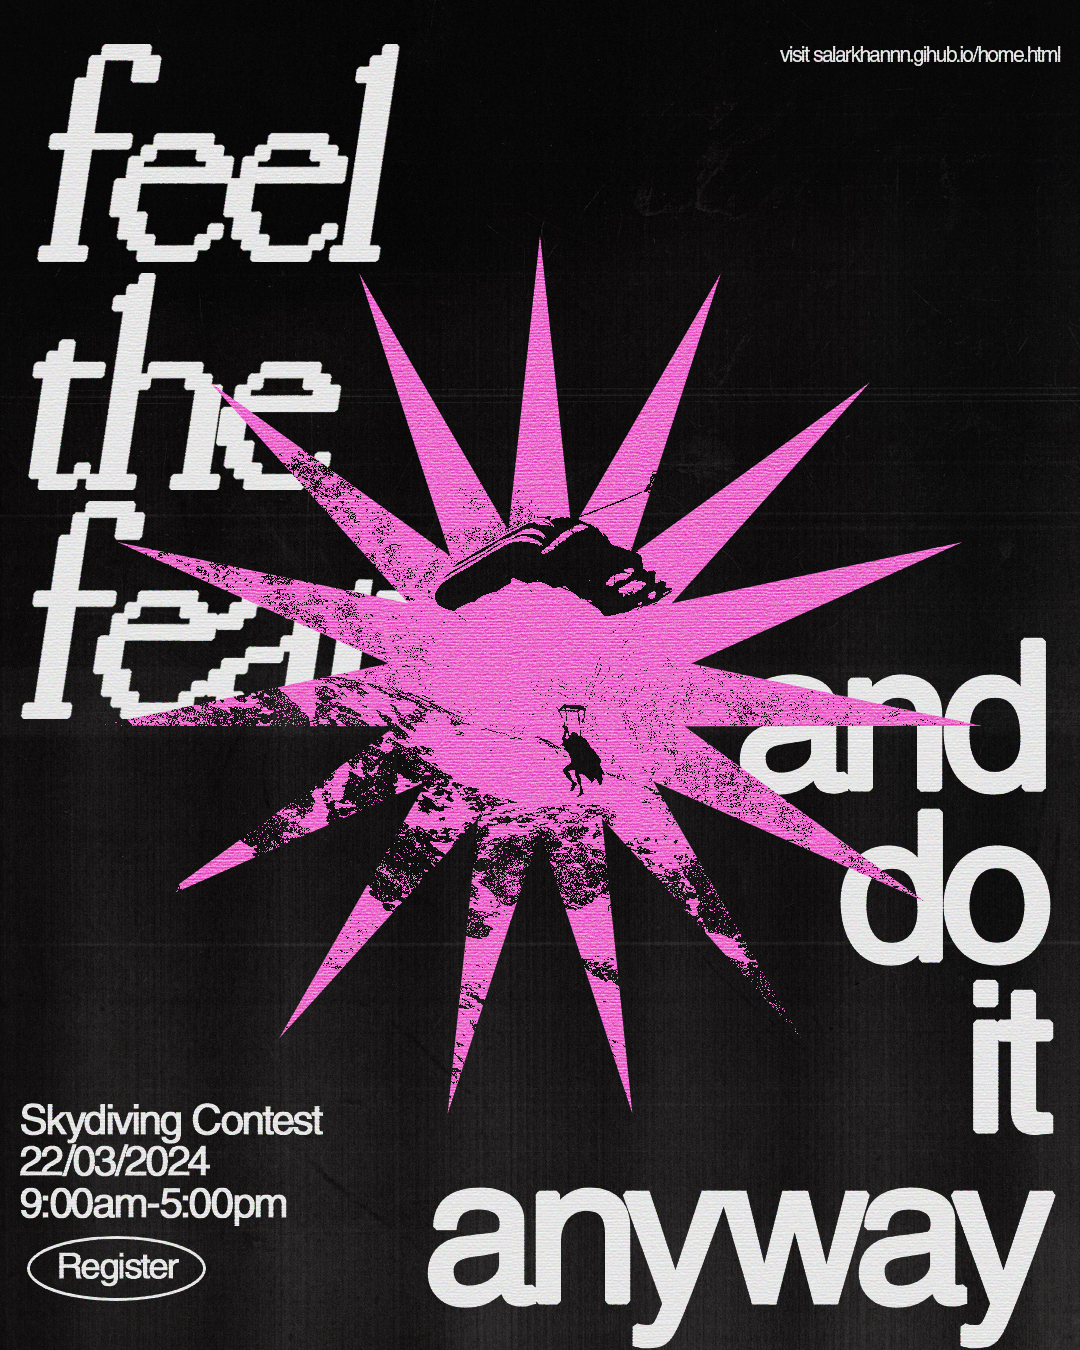 visit salarkhannn.gihub.io/home.html
feel
the
fear
and
do
it
anyway
Skydiving Contest
22/03/2024
9:00am-5:00pm
Register